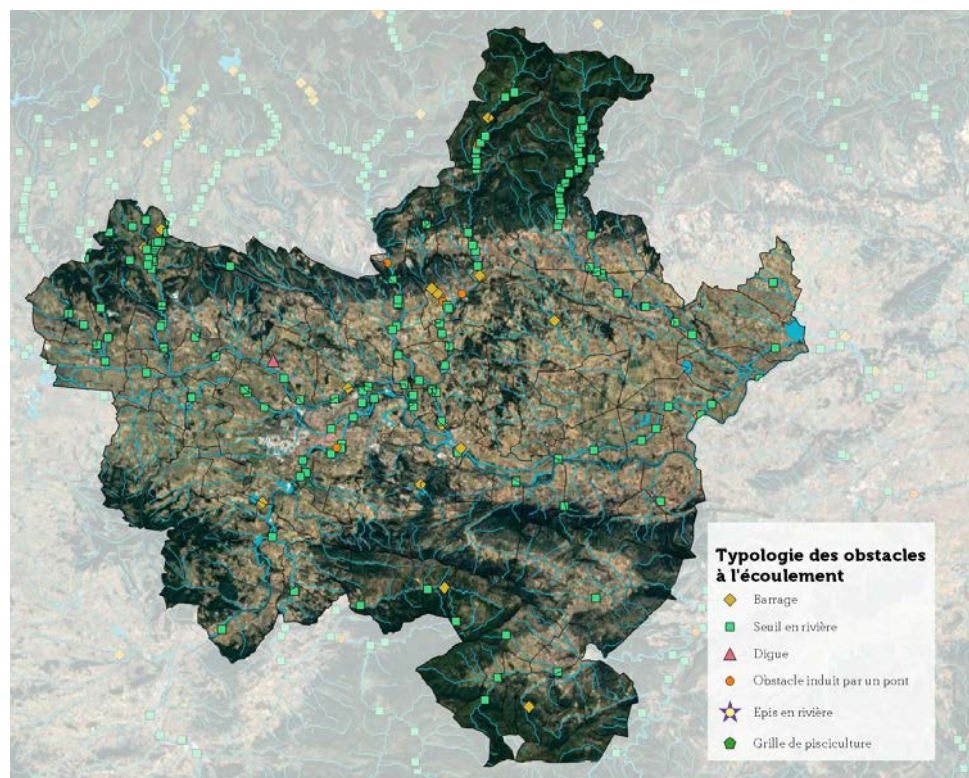 Typologie des obstacles
à l'écoulement
Barrage
Seuil en rivière
Digue
Obstacle induit par un pont
Epis en rivière
Grille de pisciculture